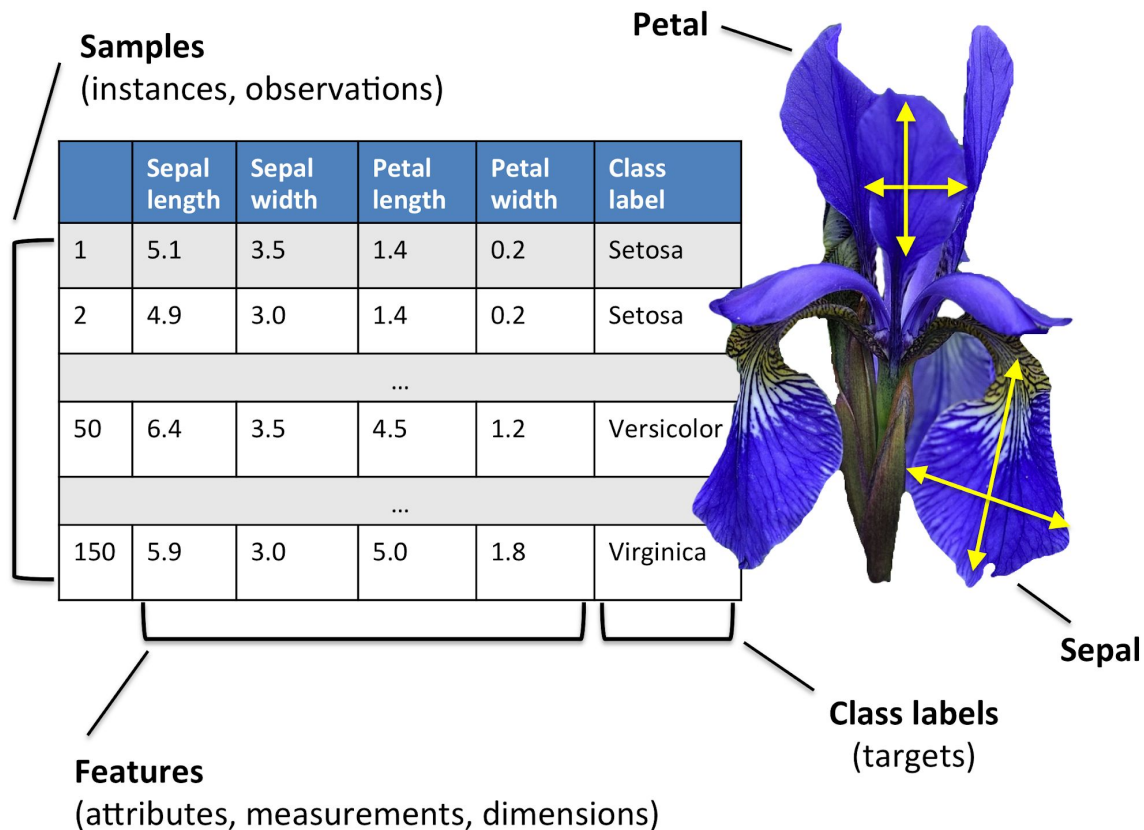 Samples
(instances, observations)
Petal
Sepal length Sepal width Petal length Petal width Class label
1 5.1 3.5 1.4 0.2 Setosa
2 4.9 3.0 1.4 0.2 Setosa
...
50 6.4 3.5 4.5 1.2 Versicolor
...
150 5.9 3.0 5.0 1.8 Virginica
Sepal
Class labels
(targets)
Features
(attributes, measurements, dimensions)